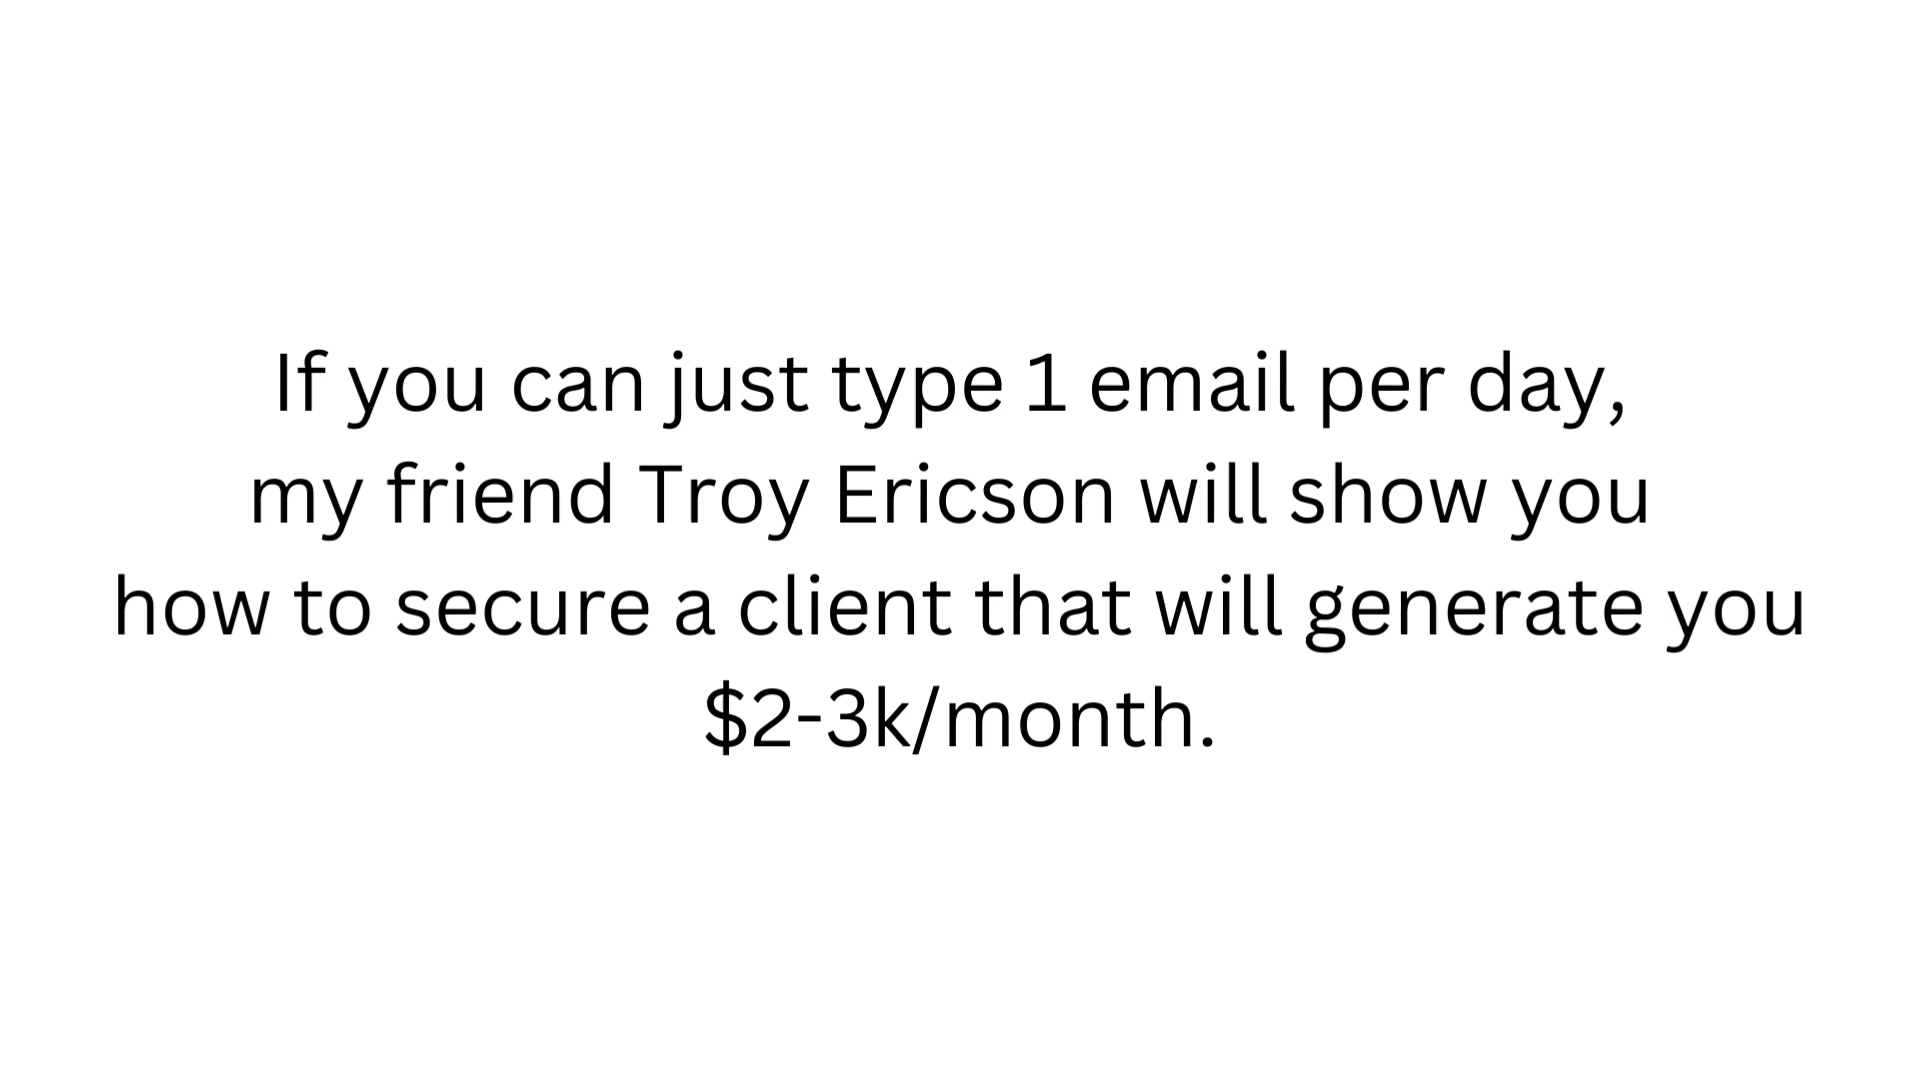 If you can just type 1 email per day,
my friend Troy Ericson will show you
how to secure a client that will generate you
$2-3k/month.